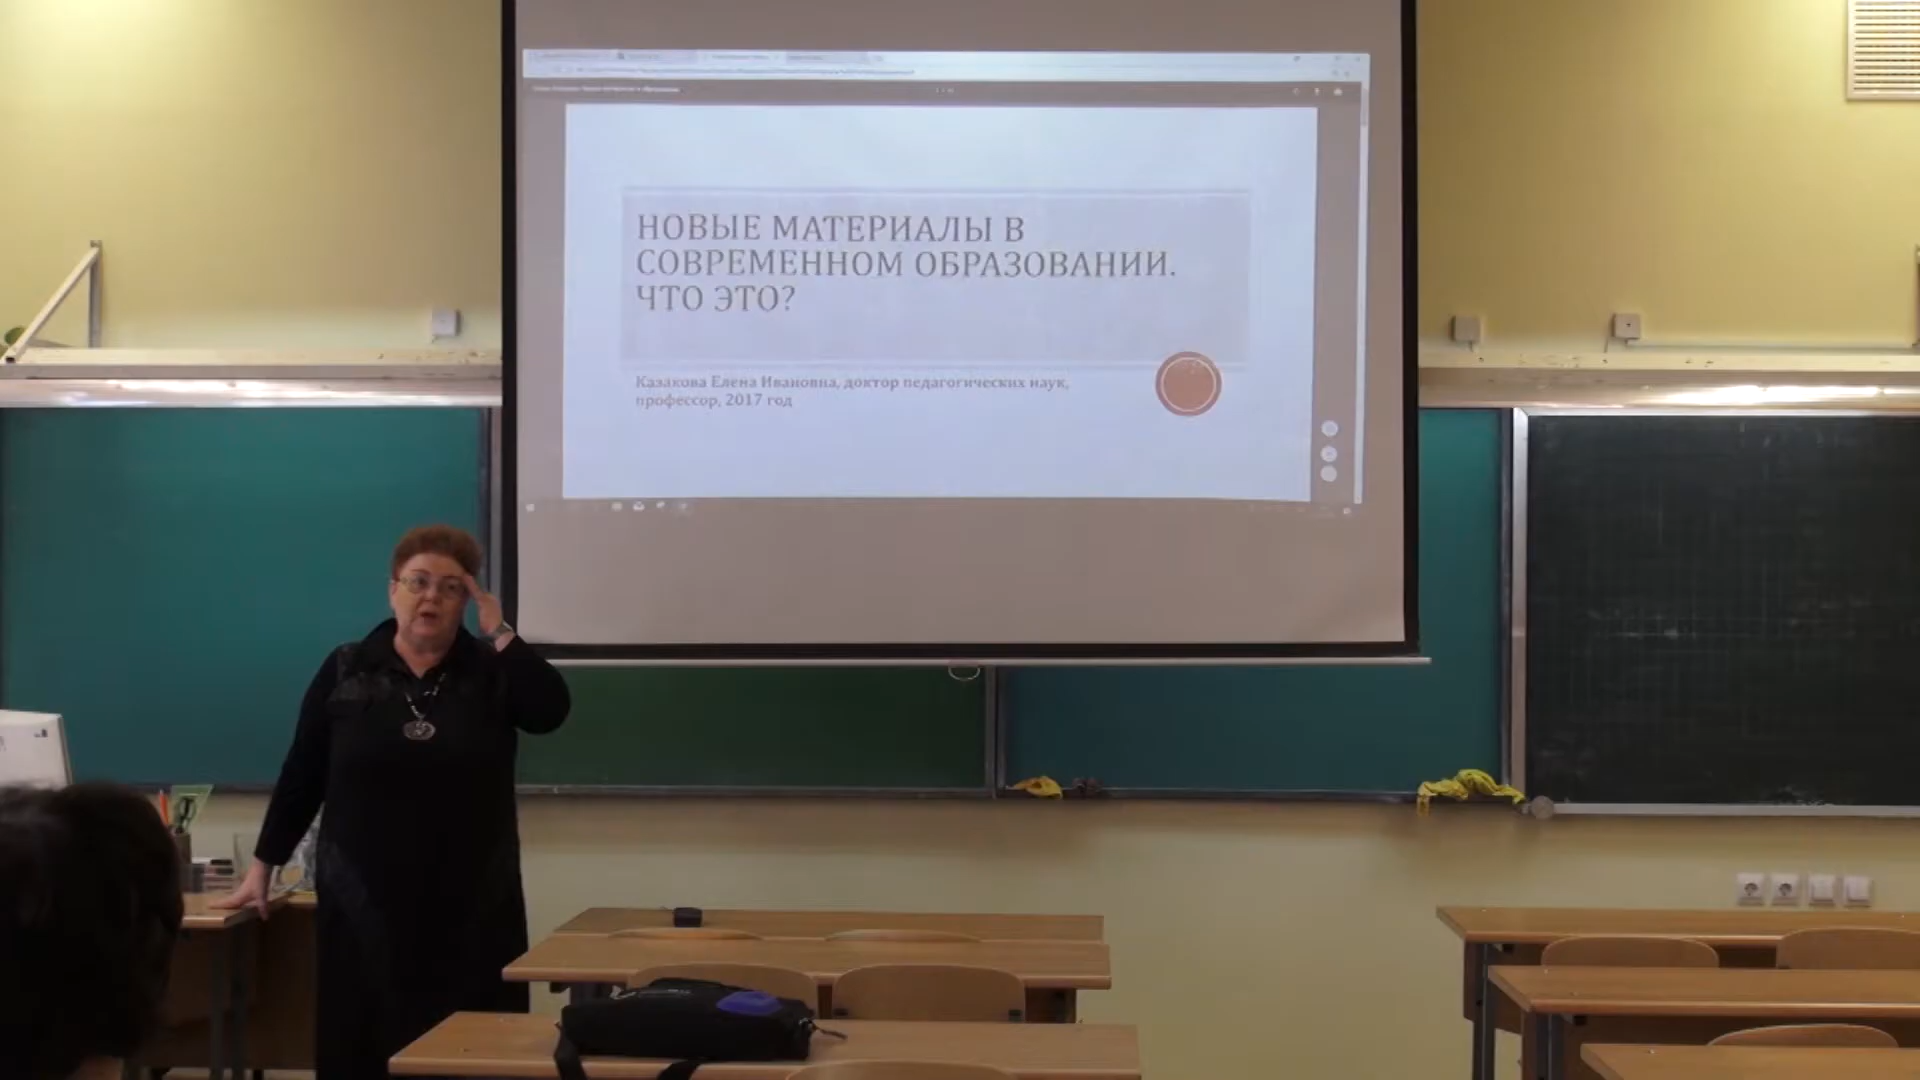 НОВЫЕ МАТЕРИАЛЫ В
СОВРЕМЕННОМ ОБРАЗОВАНИИ.
ЧТО ЭТО?
Казакова Елена Ивановна, доктор педагогических наук,
профессор, 2017 год